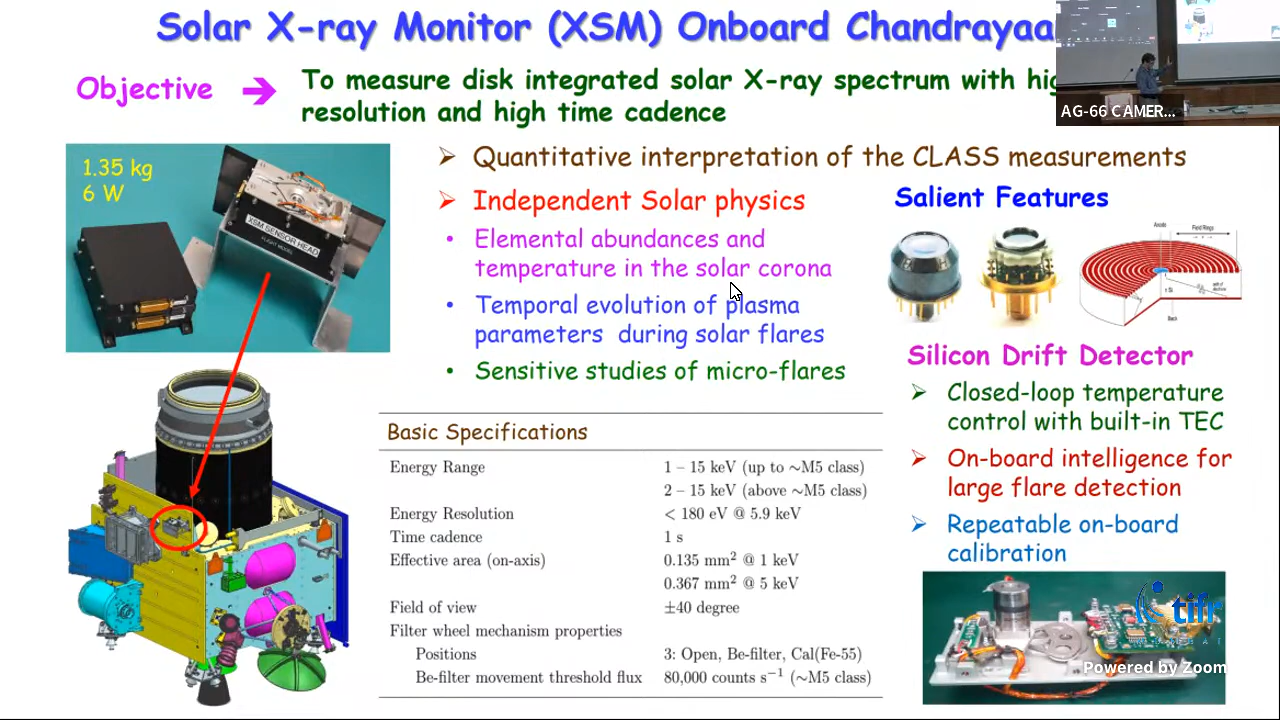 Solar X-ray Monitor (XSM) Onboard Chandrayaa
Objective
To measure disk integrated solar X-ray spectrum with hig
resolution and high time cadence
AG-66 CAMER...
1.35 kg
6 W
XSM SENSOR HEAD
FLIGHT MODEL
Quantitative interpretation of the CLASS measurements
Independent Solar physics
• Elemental abundances and
temperature in the solar corona
• Temporal evolution of plasma
parameters during solar flares
• Sensitive studies of micro-flares
Salient Features
Anode
Field Rings
Back
Silicon Drift Detector
Closed-loop temperature
control with built-in TEC
On-board intelligence for
large flare detection
Repeatable on-board
calibration
Basic Specifications
Energy Range 1 – 15 keV (up to ~M5 class)
2 – 15 keV (above ~M5 class)
Energy Resolution < 180 eV @ 5.9 keV
Time cadence 1 s
Effective area (on-axis) 0.135 mm² @ 1 keV
0.367 mm² @ 5 keV
Field of view ±40 degree
Filter wheel mechanism properties
Positions 3: Open, Be-filter, Cal(Fe-55)
Be-filter movement threshold flux 80,000 counts s⁻¹ (~M5 class)
tifr
Powered by Zoom